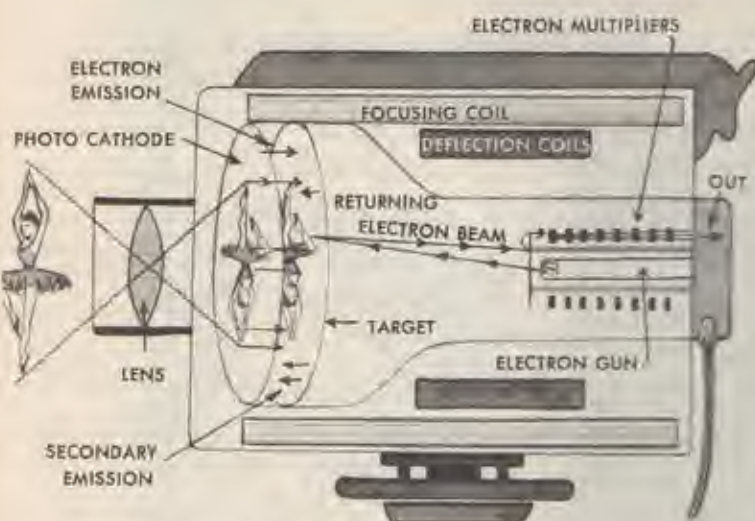 ELECTRON MULTIPLIERS
ELECTRON
EMISSION
PHOTO CATHODE
FOCUSING COIL
DEFLECTION COILS
OUT
RETURNING
ELECTRON BEAM
TARGET
LENS
ELECTRON GUN
SECONDARY
EMISSION